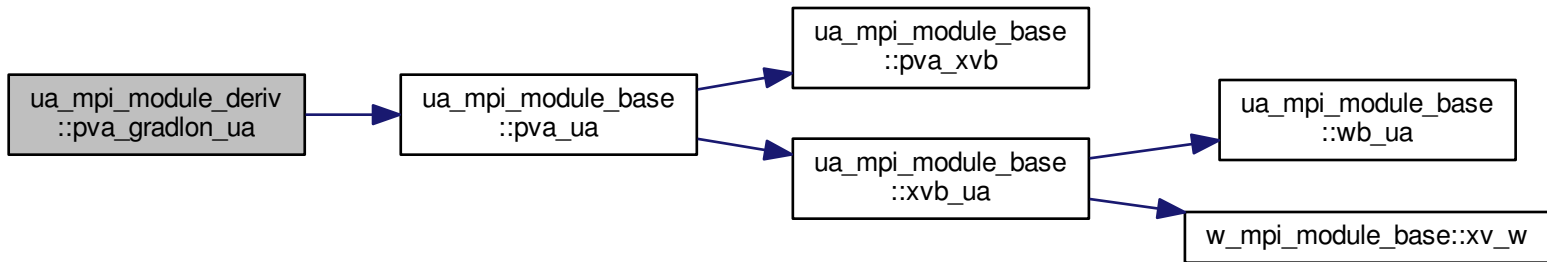 ua_mpi_module_deriv
::pva_gradlon_ua
ua_mpi_module_base
::pva_ua
ua_mpi_module_base
::pva_xvb
ua_mpi_module_base
::xvb_ua
ua_mpi_module_base
::wb_ua
w_mpi_module_base::xv_w